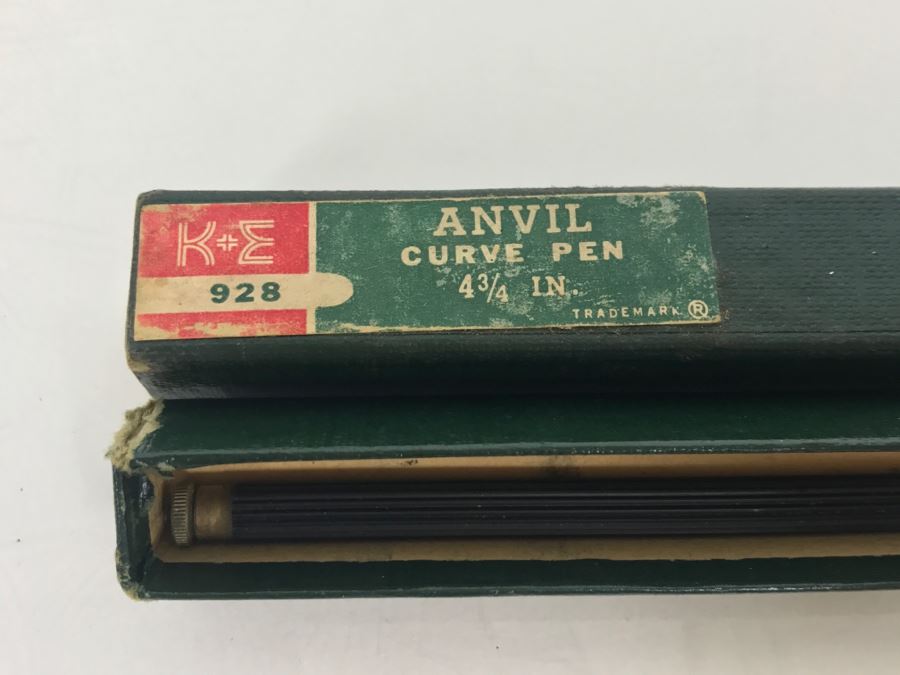 K+E
928
ANVIL
CURVE PEN
4¾ IN.
TRADEMARK ®